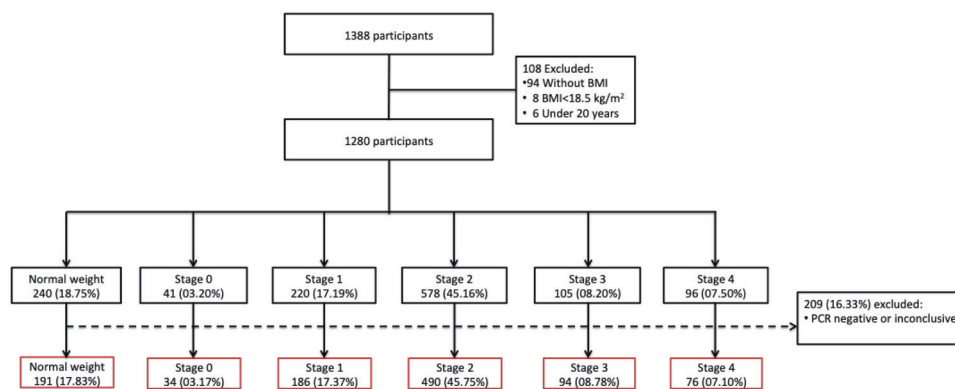 1388 participants
108 Excluded:
•94 Without BMI
• 8 BMI<18.5 kg/m²
• 6 Under 20 years
1280 participants
Normal weight
240 (18.75%)
Stage 0
41 (03.20%)
Stage 1
220 (17.19%)
Stage 2
578 (45.16%)
Stage 3
105 (08.20%)
Stage 4
96 (07.50%)
209 (16.33%) excluded:
• PCR negative or inconclusive
Normal weight
191 (17.83%)
Stage 0
34 (03.17%)
Stage 1
186 (17.37%)
Stage 2
490 (45.75%)
Stage 3
94 (08.78%)
Stage 4
76 (07.10%)